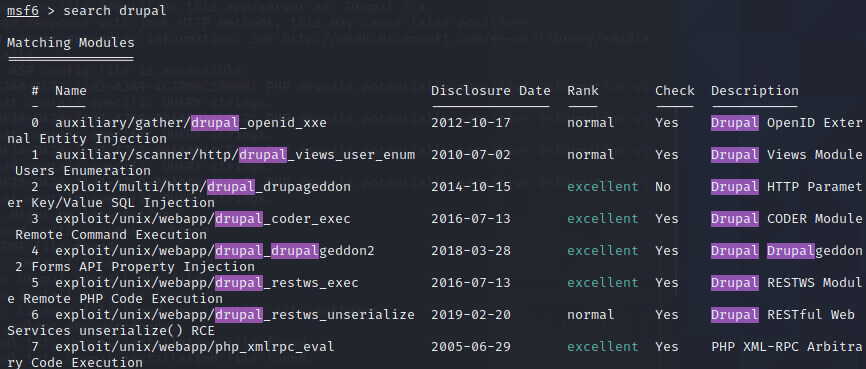 msf6 > search drupal
Matching Modules
================
# Name Disclosure Date Rank Check Description
- ---- --------------- ---- ----- -----------
0 auxiliary/gather/drupal_openid_xxe 2012-10-17 normal Yes Drupal OpenID Exter
nal Entity Injection
1 auxiliary/scanner/http/drupal_views_user_enum 2010-07-02 normal Yes Drupal Views Module
Users Enumeration
2 exploit/multi/http/drupal_drupageddon 2014-10-15 excellent No Drupal HTTP Paramet
er Key/Value SQL Injection
3 exploit/unix/webapp/drupal_coder_exec 2016-07-13 excellent Yes Drupal CODER Module
Remote Command Execution
4 exploit/unix/webapp/drupal_drupalgeddon2 2018-03-28 excellent Yes Drupal Drupalgeddon
2 Forms API Property Injection
5 exploit/unix/webapp/drupal_restws_exec 2016-07-13 excellent Yes Drupal RESTWS Modul
e Remote PHP Code Execution
6 exploit/unix/webapp/drupal_restws_unserialize 2019-02-20 normal Yes Drupal RESTful Web
Services unserialize() RCE
7 exploit/unix/webapp/php_xmlrpc_eval 2005-06-29 excellent Yes PHP XML-RPC Arbitra
ry Code Execution